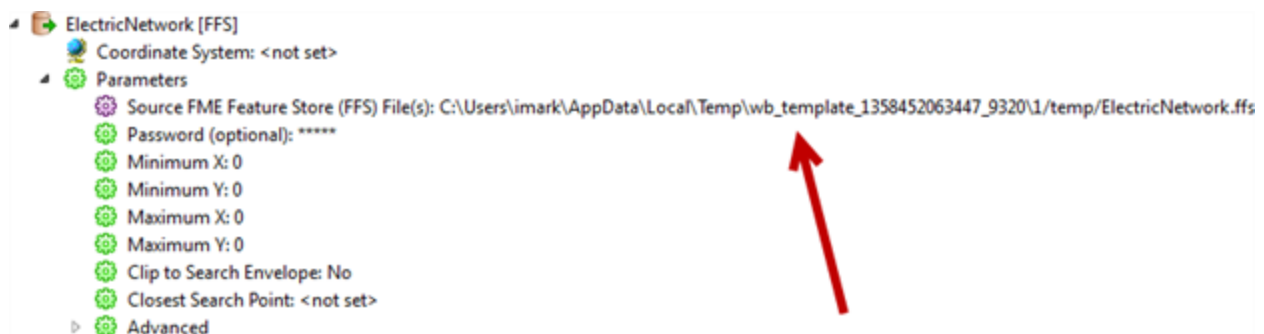 ElectricNetwork [FFS]
Coordinate System: <not set>
Parameters
Source FME Feature Store (FFS) File(s): C:\Users\imark\AppData\Local\Temp\wb_template_1358452063447_9320\1/temp/ElectricNetwork.ffs
Password (optional): *****
Minimum X: 0
Minimum Y: 0
Maximum X: 0
Maximum Y: 0
Clip to Search Envelope: No
Closest Search Point: <not set>
Advanced